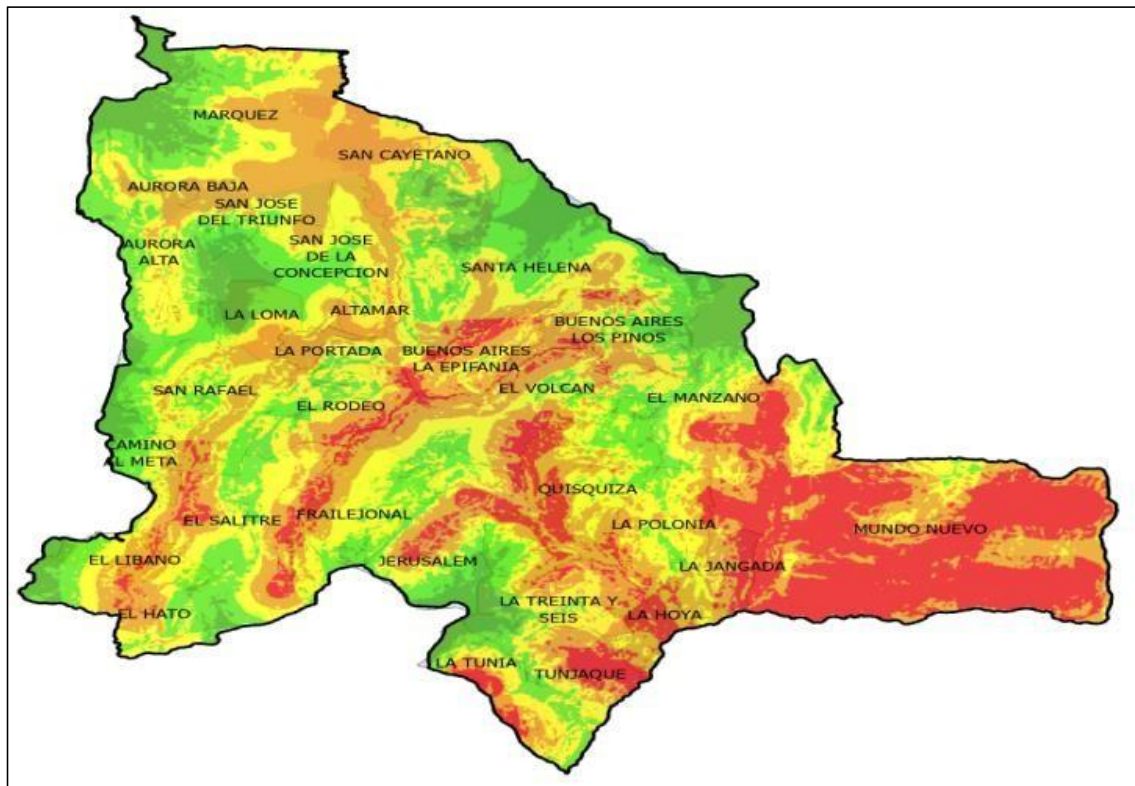 MARQUEZ
SAN CAYETANO
AURORA BAJA
SAN JOSE
DEL TRIUNFO
AURORA
ALTA
SAN JOSE
DE LA
CONCEPCION
SANTA HELENA
LA LOMA
ALTAMAR
BUENOS AIRES
LOS PINOS
LA PORTADA
BUENOS AIRES
LA EPIFANIA
SAN RAFAEL
EL VOLCAN
EL MANZANO
EL RODEO
CAMINO
AL META
QUISQUIZA
EL SALITRE
FRAILEJONAL
LA POLONIA
MUNDO NUEVO
EL LIBANO
JERUSALEM
LA JANGADA
EL HATO
LA TREINTA Y
SEIS
LA HOYA
LA TUNIA
TUNJAQUE